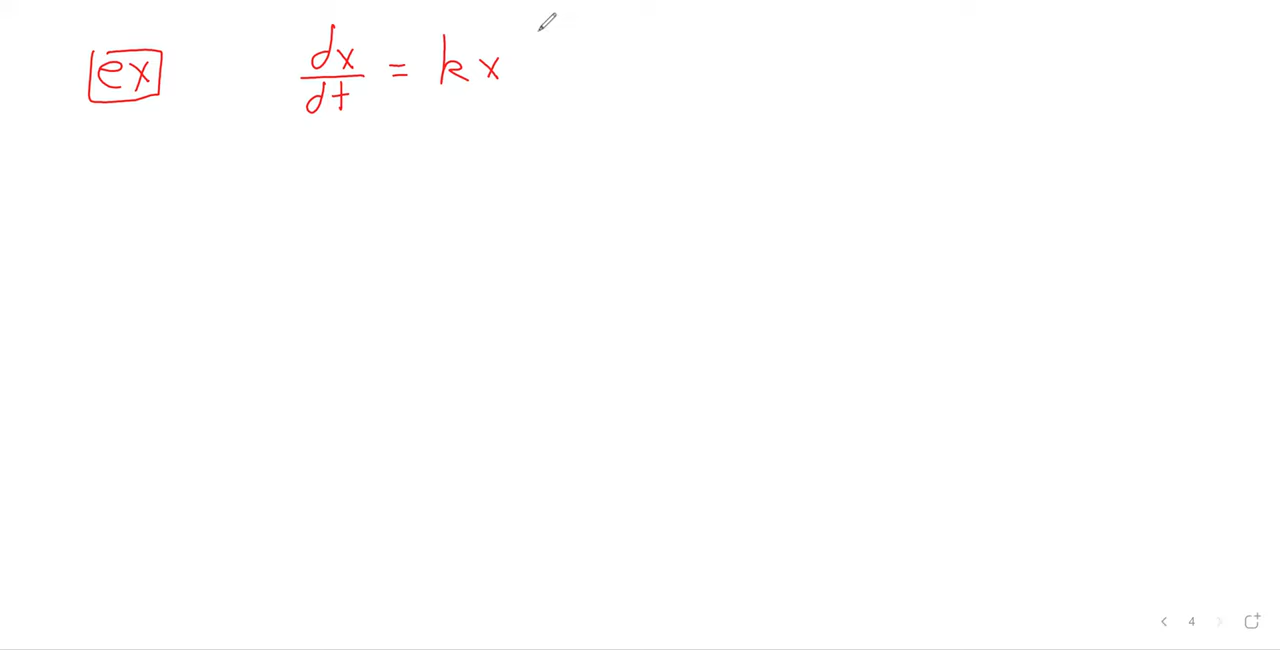 ex dx/dt = kx
4